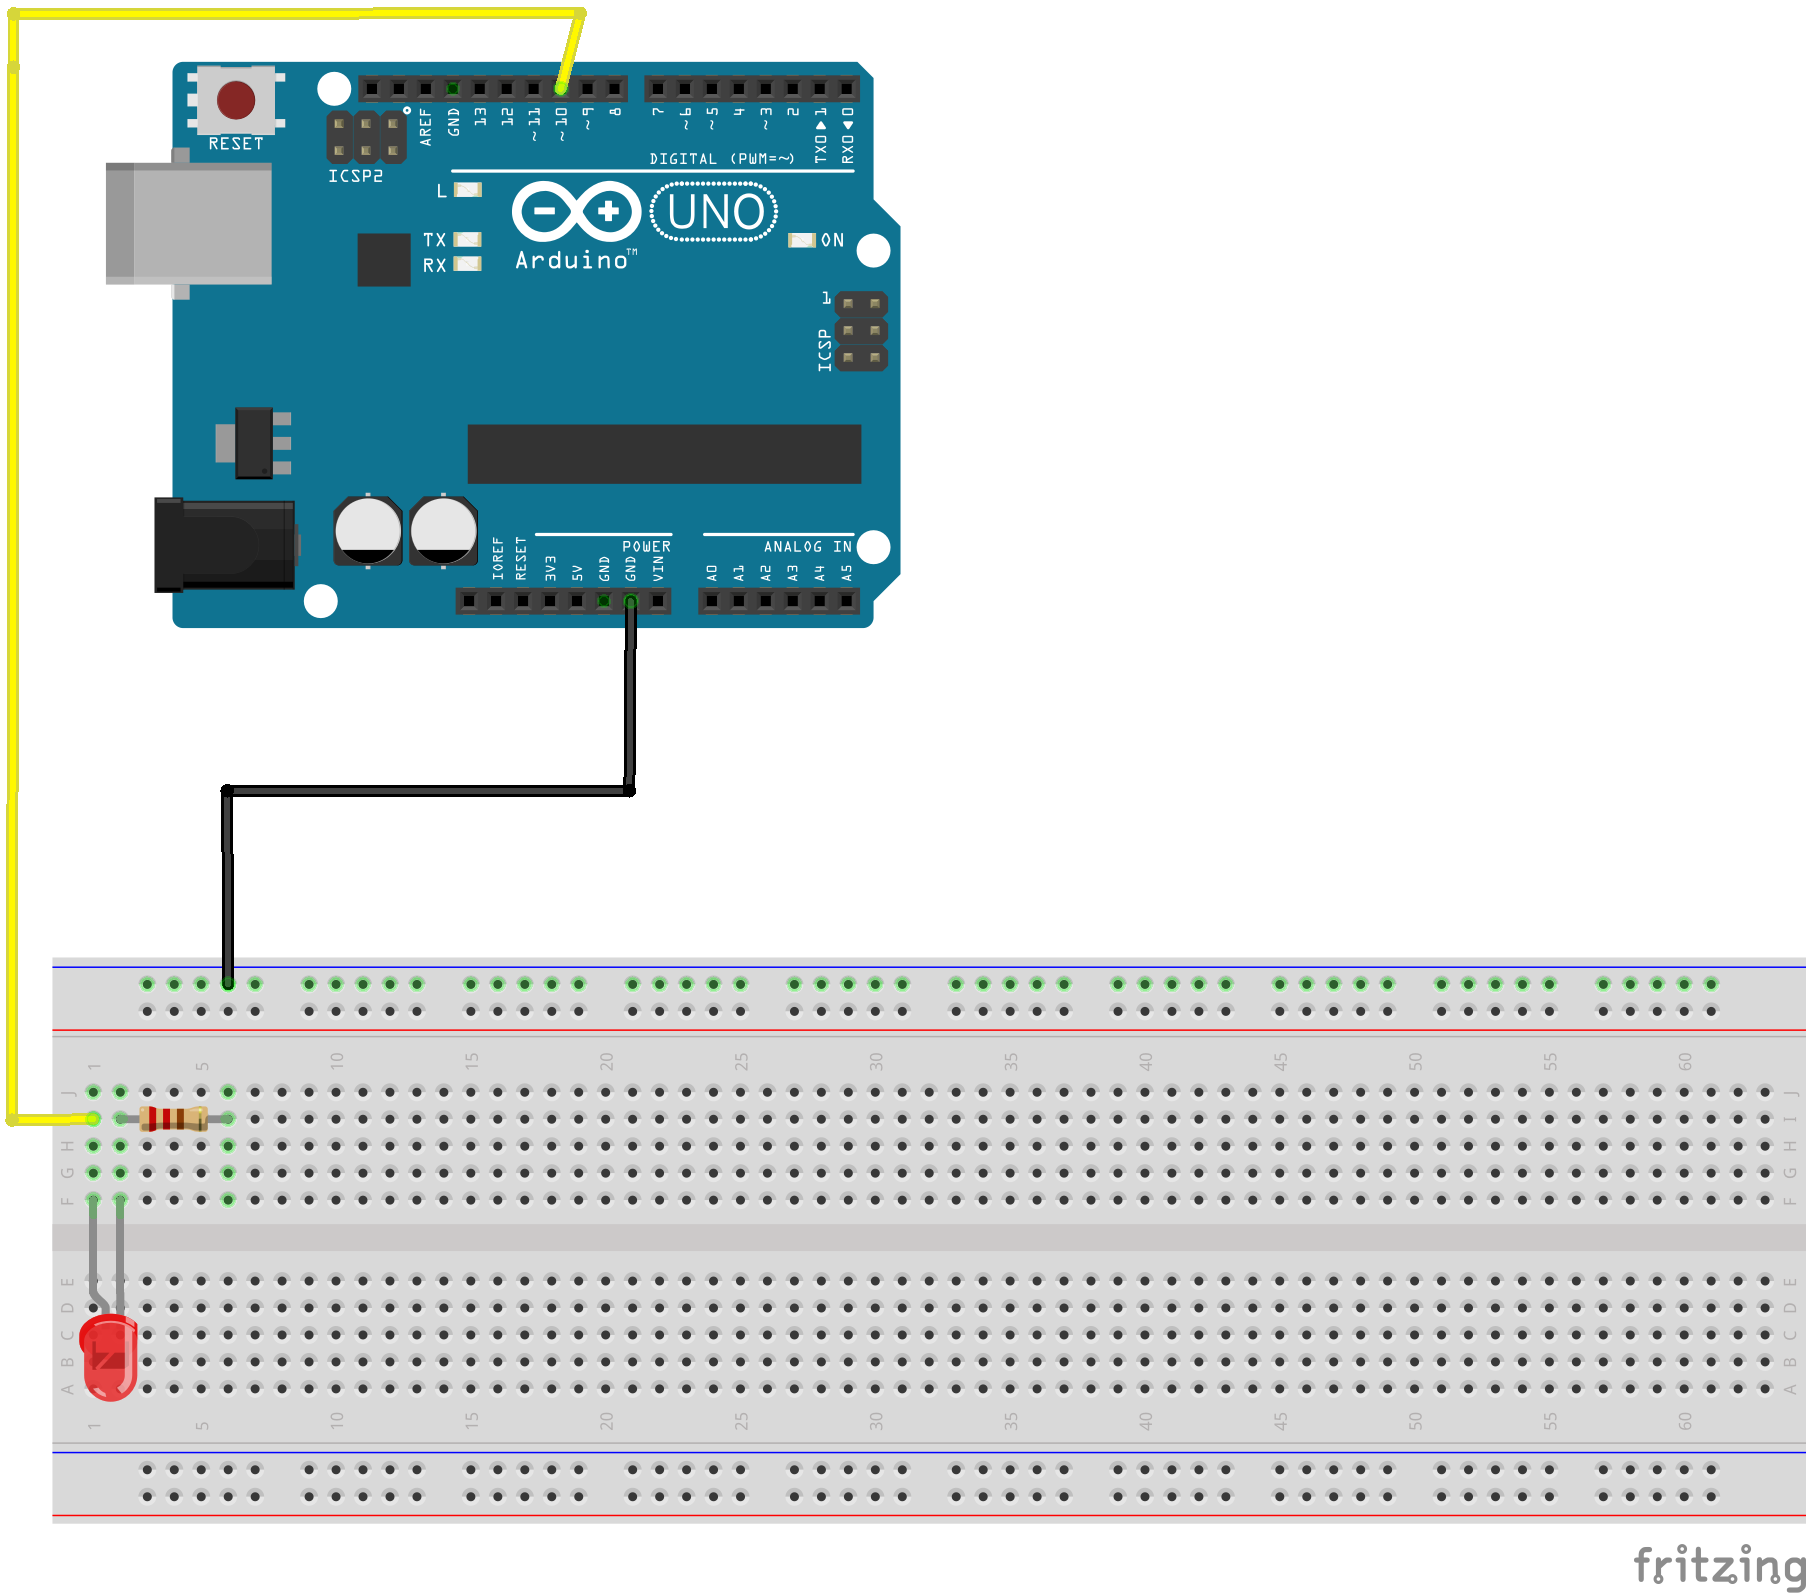 RESET
ICSP2
AREF
GND
13
12
~11
~10
~9
8
7
~6
~5
4
~3
2
TX0▶1
RX0◀0
DIGITAL (PWM=~)
L
TX
RX
Arduino™
UNO
ON
1
ICSP
IOREF
RESET
3V3
5V
GND
GND
VIN
POWER
ANALOG IN
A0
A1
A2
A3
A4
A5
1 5 10 15 20 25 30 35 40 45 50 55 60
J J
I
H H
G G
F F
E E
D D
C C
B B
A A
1 5 10 15 20 25 30 35 40 45 50 55 60
fritzing